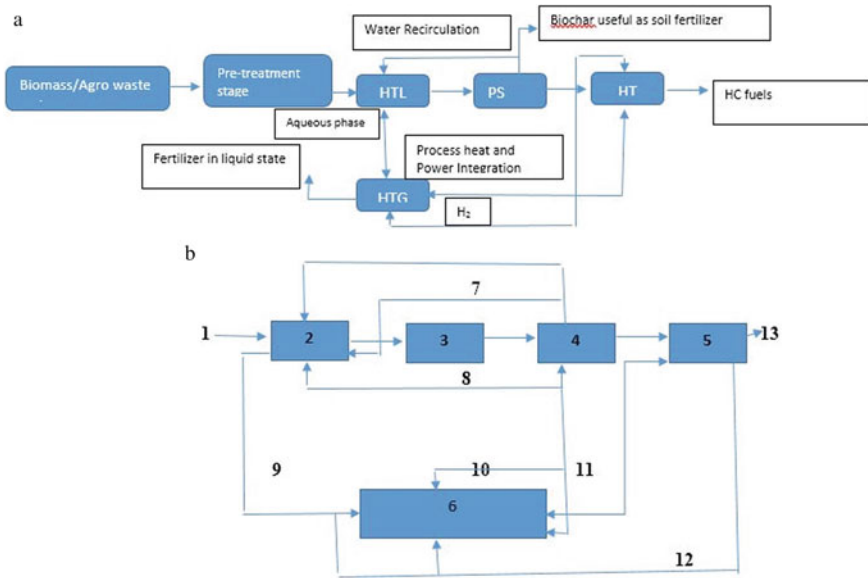 a
Water Recirculation
Biochar useful as soil fertilizer
Biomass/Agro waste
Pre-treatment
stage
HTL
PS
HT
HC fuels
Aqueous phase
Fertilizer in liquid state
Process heat and
Power Integration
HTG
H₂
b
7
1
2
3
4
5
13
8
9
10
11
6
12